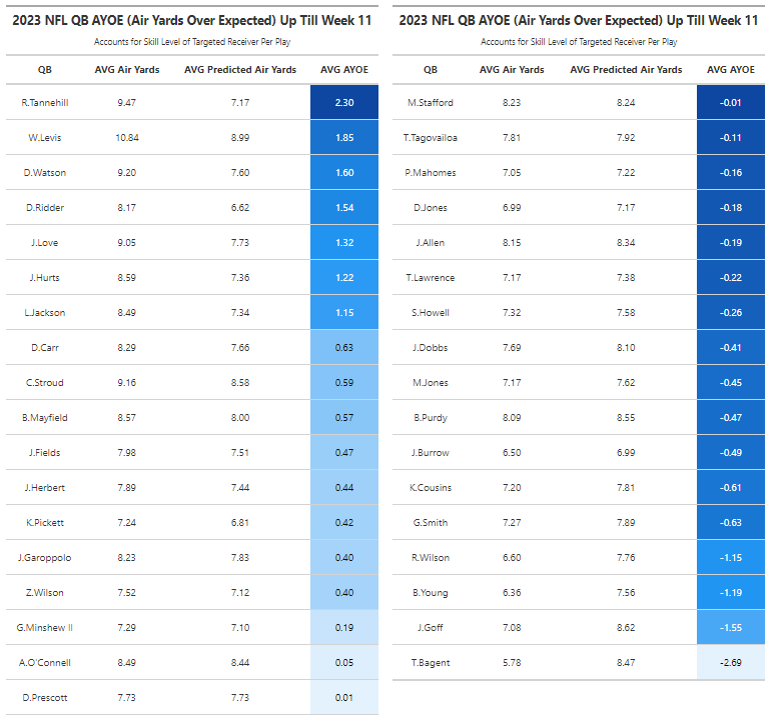 2023 NFL QB AYOE (Air Yards Over Expected) Up Till Week 11
Accounts for Skill Level of Targeted Receiver Per Play
QB AVG Air Yards AVG Predicted Air Yards AVG AYOE
R.Tannehill 9.47 7.17 2.30
W.Levis 10.84 8.99 1.85
D.Watson 9.20 7.60 1.60
D.Ridder 8.17 6.62 1.54
J.Love 9.05 7.73 1.32
J.Hurts 8.59 7.36 1.22
L.Jackson 8.49 7.34 1.15
D.Carr 8.29 7.66 0.63
C.Stroud 9.16 8.58 0.59
B.Mayfield 8.57 8.00 0.57
J.Fields 7.98 7.51 0.47
J.Herbert 7.89 7.44 0.44
K.Pickett 7.24 6.81 0.42
J.Garoppolo 8.23 7.83 0.40
Z.Wilson 7.52 7.12 0.40
G.Minshew II 7.29 7.10 0.19
A.O'Connell 8.49 8.44 0.05
D.Prescott 7.73 7.73 0.01
2023 NFL QB AYOE (Air Yards Over Expected) Up Till Week 11
Accounts for Skill Level of Targeted Receiver Per Play
QB AVG Air Yards AVG Predicted Air Yards AVG AYOE
M.Stafford 8.23 8.24 -0.01
T.Tagovailoa 7.81 7.92 -0.11
P.Mahomes 7.05 7.22 -0.16
D.Jones 6.99 7.17 -0.18
J.Allen 8.15 8.34 -0.19
T.Lawrence 7.17 7.38 -0.22
S.Howell 7.32 7.58 -0.26
J.Dobbs 7.69 8.10 -0.41
M.Jones 7.17 7.62 -0.45
B.Purdy 8.09 8.55 -0.47
J.Burrow 6.50 6.99 -0.49
K.Cousins 7.20 7.81 -0.61
G.Smith 7.27 7.89 -0.63
R.Wilson 6.60 7.76 -1.15
B.Young 6.36 7.56 -1.19
J.Goff 7.08 8.62 -1.55
T.Bagent 5.78 8.47 -2.69